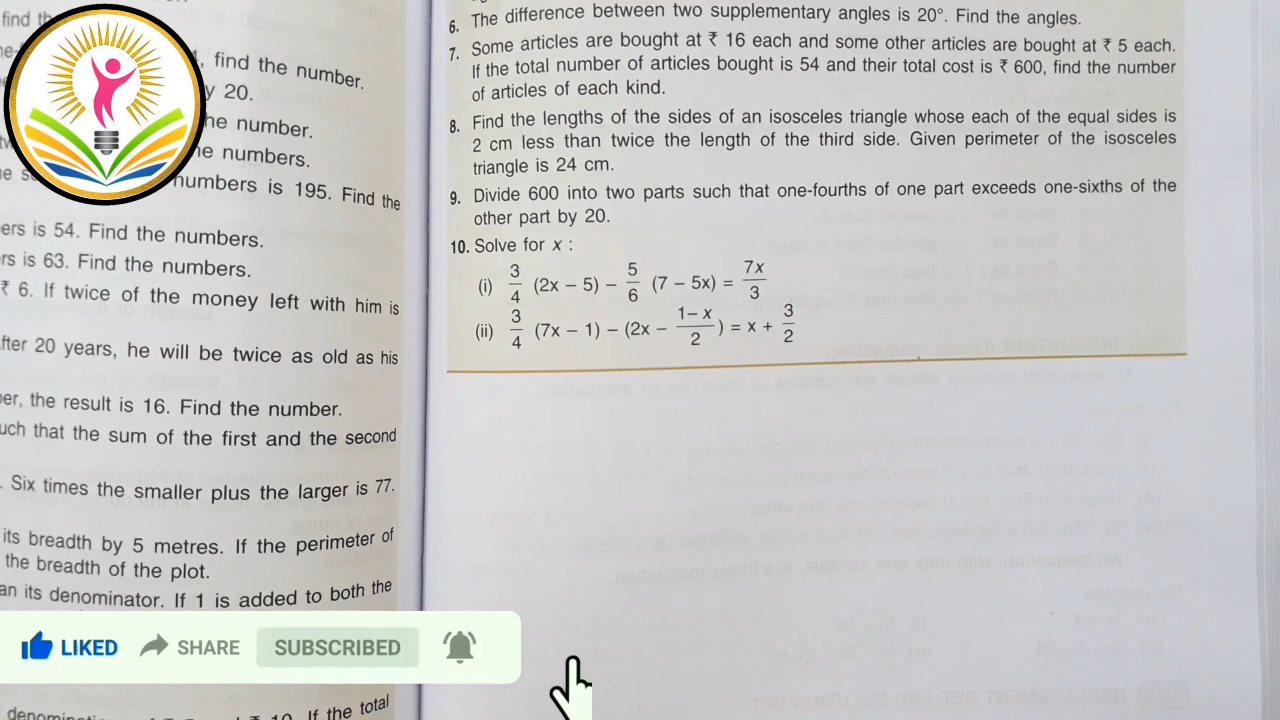 find th
, find the number.
y 20.
he number.
he numbers.
numbers is 195. Find the
ers is 54. Find the numbers.
rs is 63. Find the numbers.
₹ 6. If twice of the money left with him is
fter 20 years, he will be twice as old as his
er, the result is 16. Find the number.
uch that the sum of the first and the second
. Six times the smaller plus the larger is 77.
its breadth by 5 metres. If the perimeter of
the breadth of the plot.
an its denominator. If 1 is added to both the
If the total
6. The difference between two supplementary angles is 20°. Find the angles.
7. Some articles are bought at ₹ 16 each and some other articles are bought at ₹ 5 each.
If the total number of articles bought is 54 and their total cost is ₹ 600, find the number
of articles of each kind.
8. Find the lengths of the sides of an isosceles triangle whose each of the equal sides is
2 cm less than twice the length of the third side. Given perimeter of the isosceles
triangle is 24 cm.
9. Divide 600 into two parts such that one-fourths of one part exceeds one-sixths of the
other part by 20.
10. Solve for x :
(i) 3/4 (2x – 5) – 5/6 (7 – 5x) = 7x/3
(ii) 3/4 (7x – 1) – (2x – 1– x/2) = x + 3/2
LIKED SHARE SUBSCRIBED